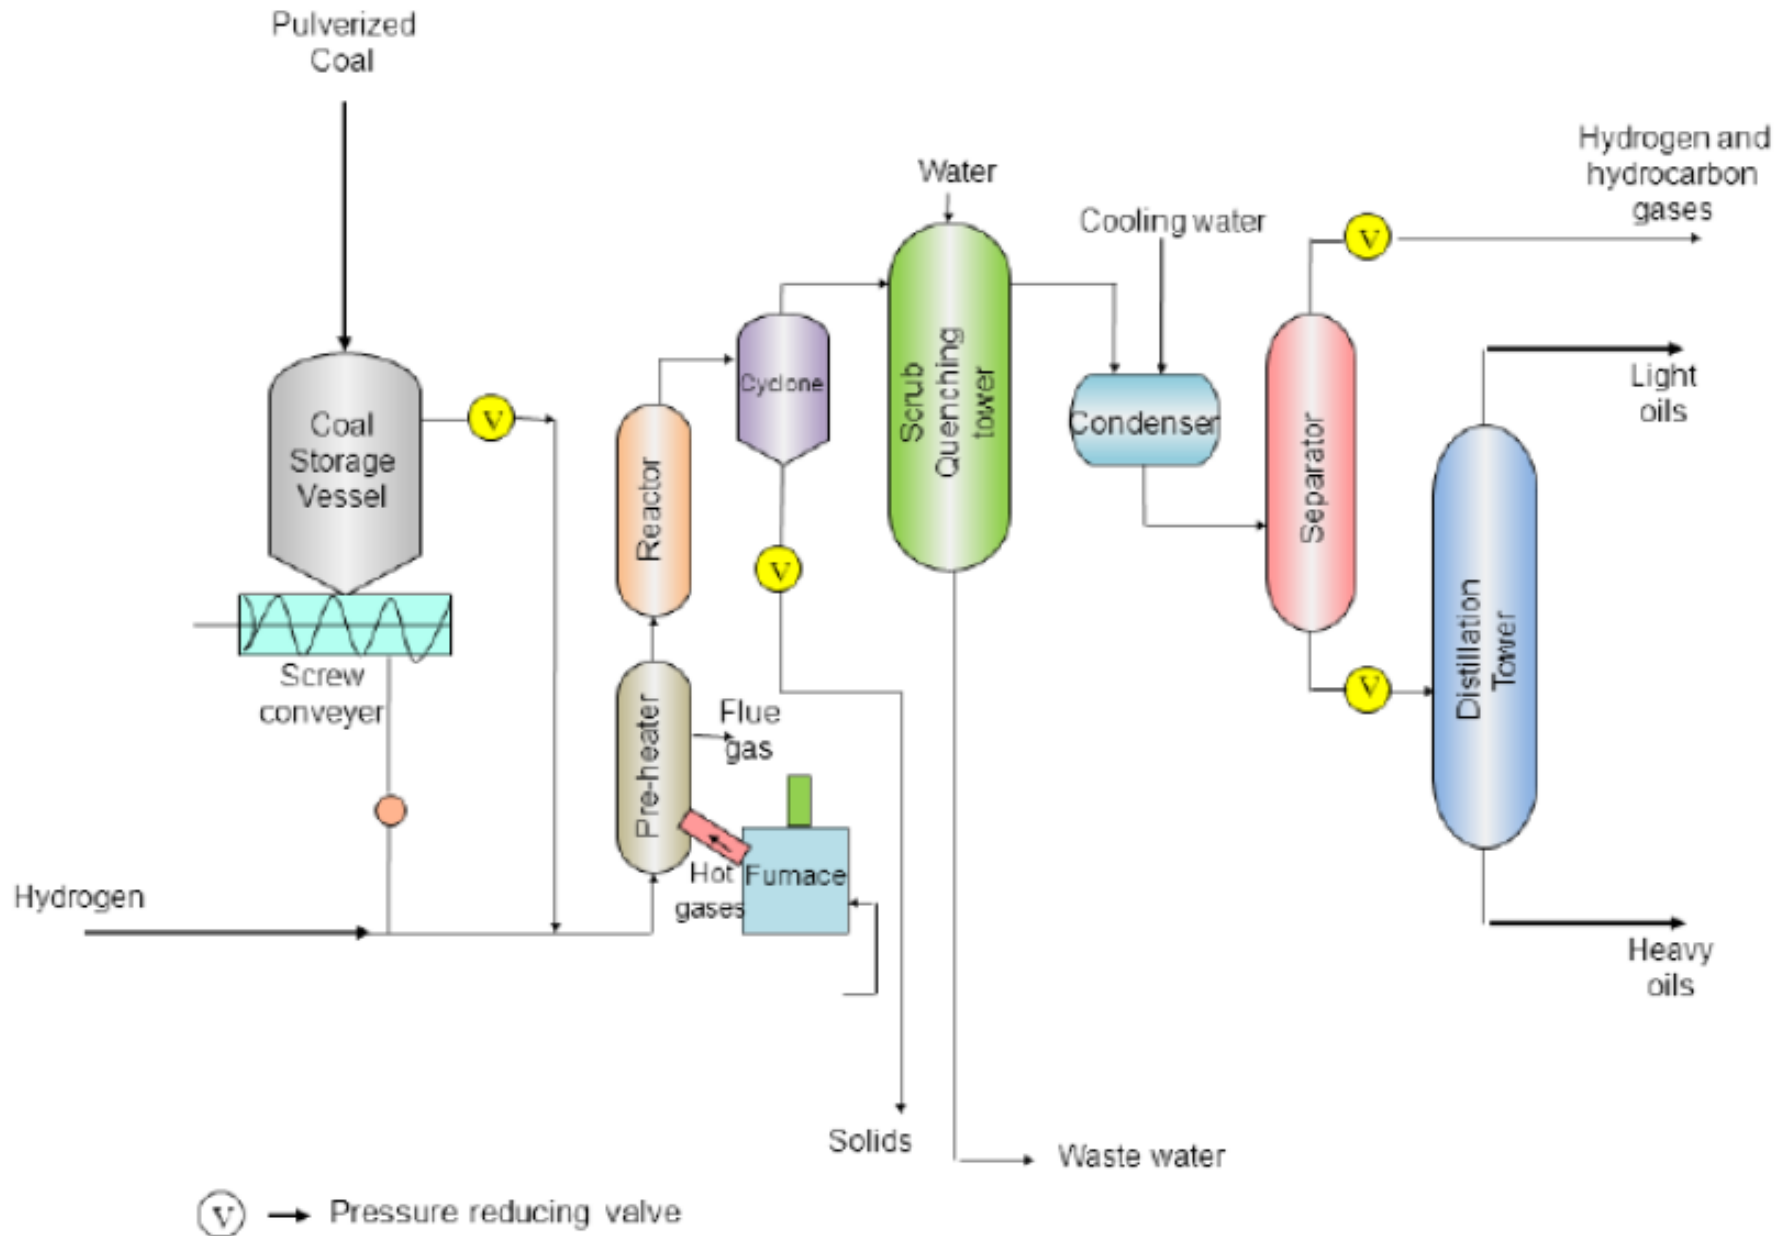 Pulverized
Coal
Water
Cooling water
Hydrogen and
hydrocarbon
gases
V
Coal
Storage
Vessel
V
Reactor
Cyclone
V
Scrub
Quenching
tower
Condenser
Separator
V
Light
oils
Distillation
Tower
Screw
conveyer
Pre-heater
Flue
gas
Hot
gases
Furnace
Hydrogen
Heavy
oils
Solids
Waste water
V Pressure reducing valve